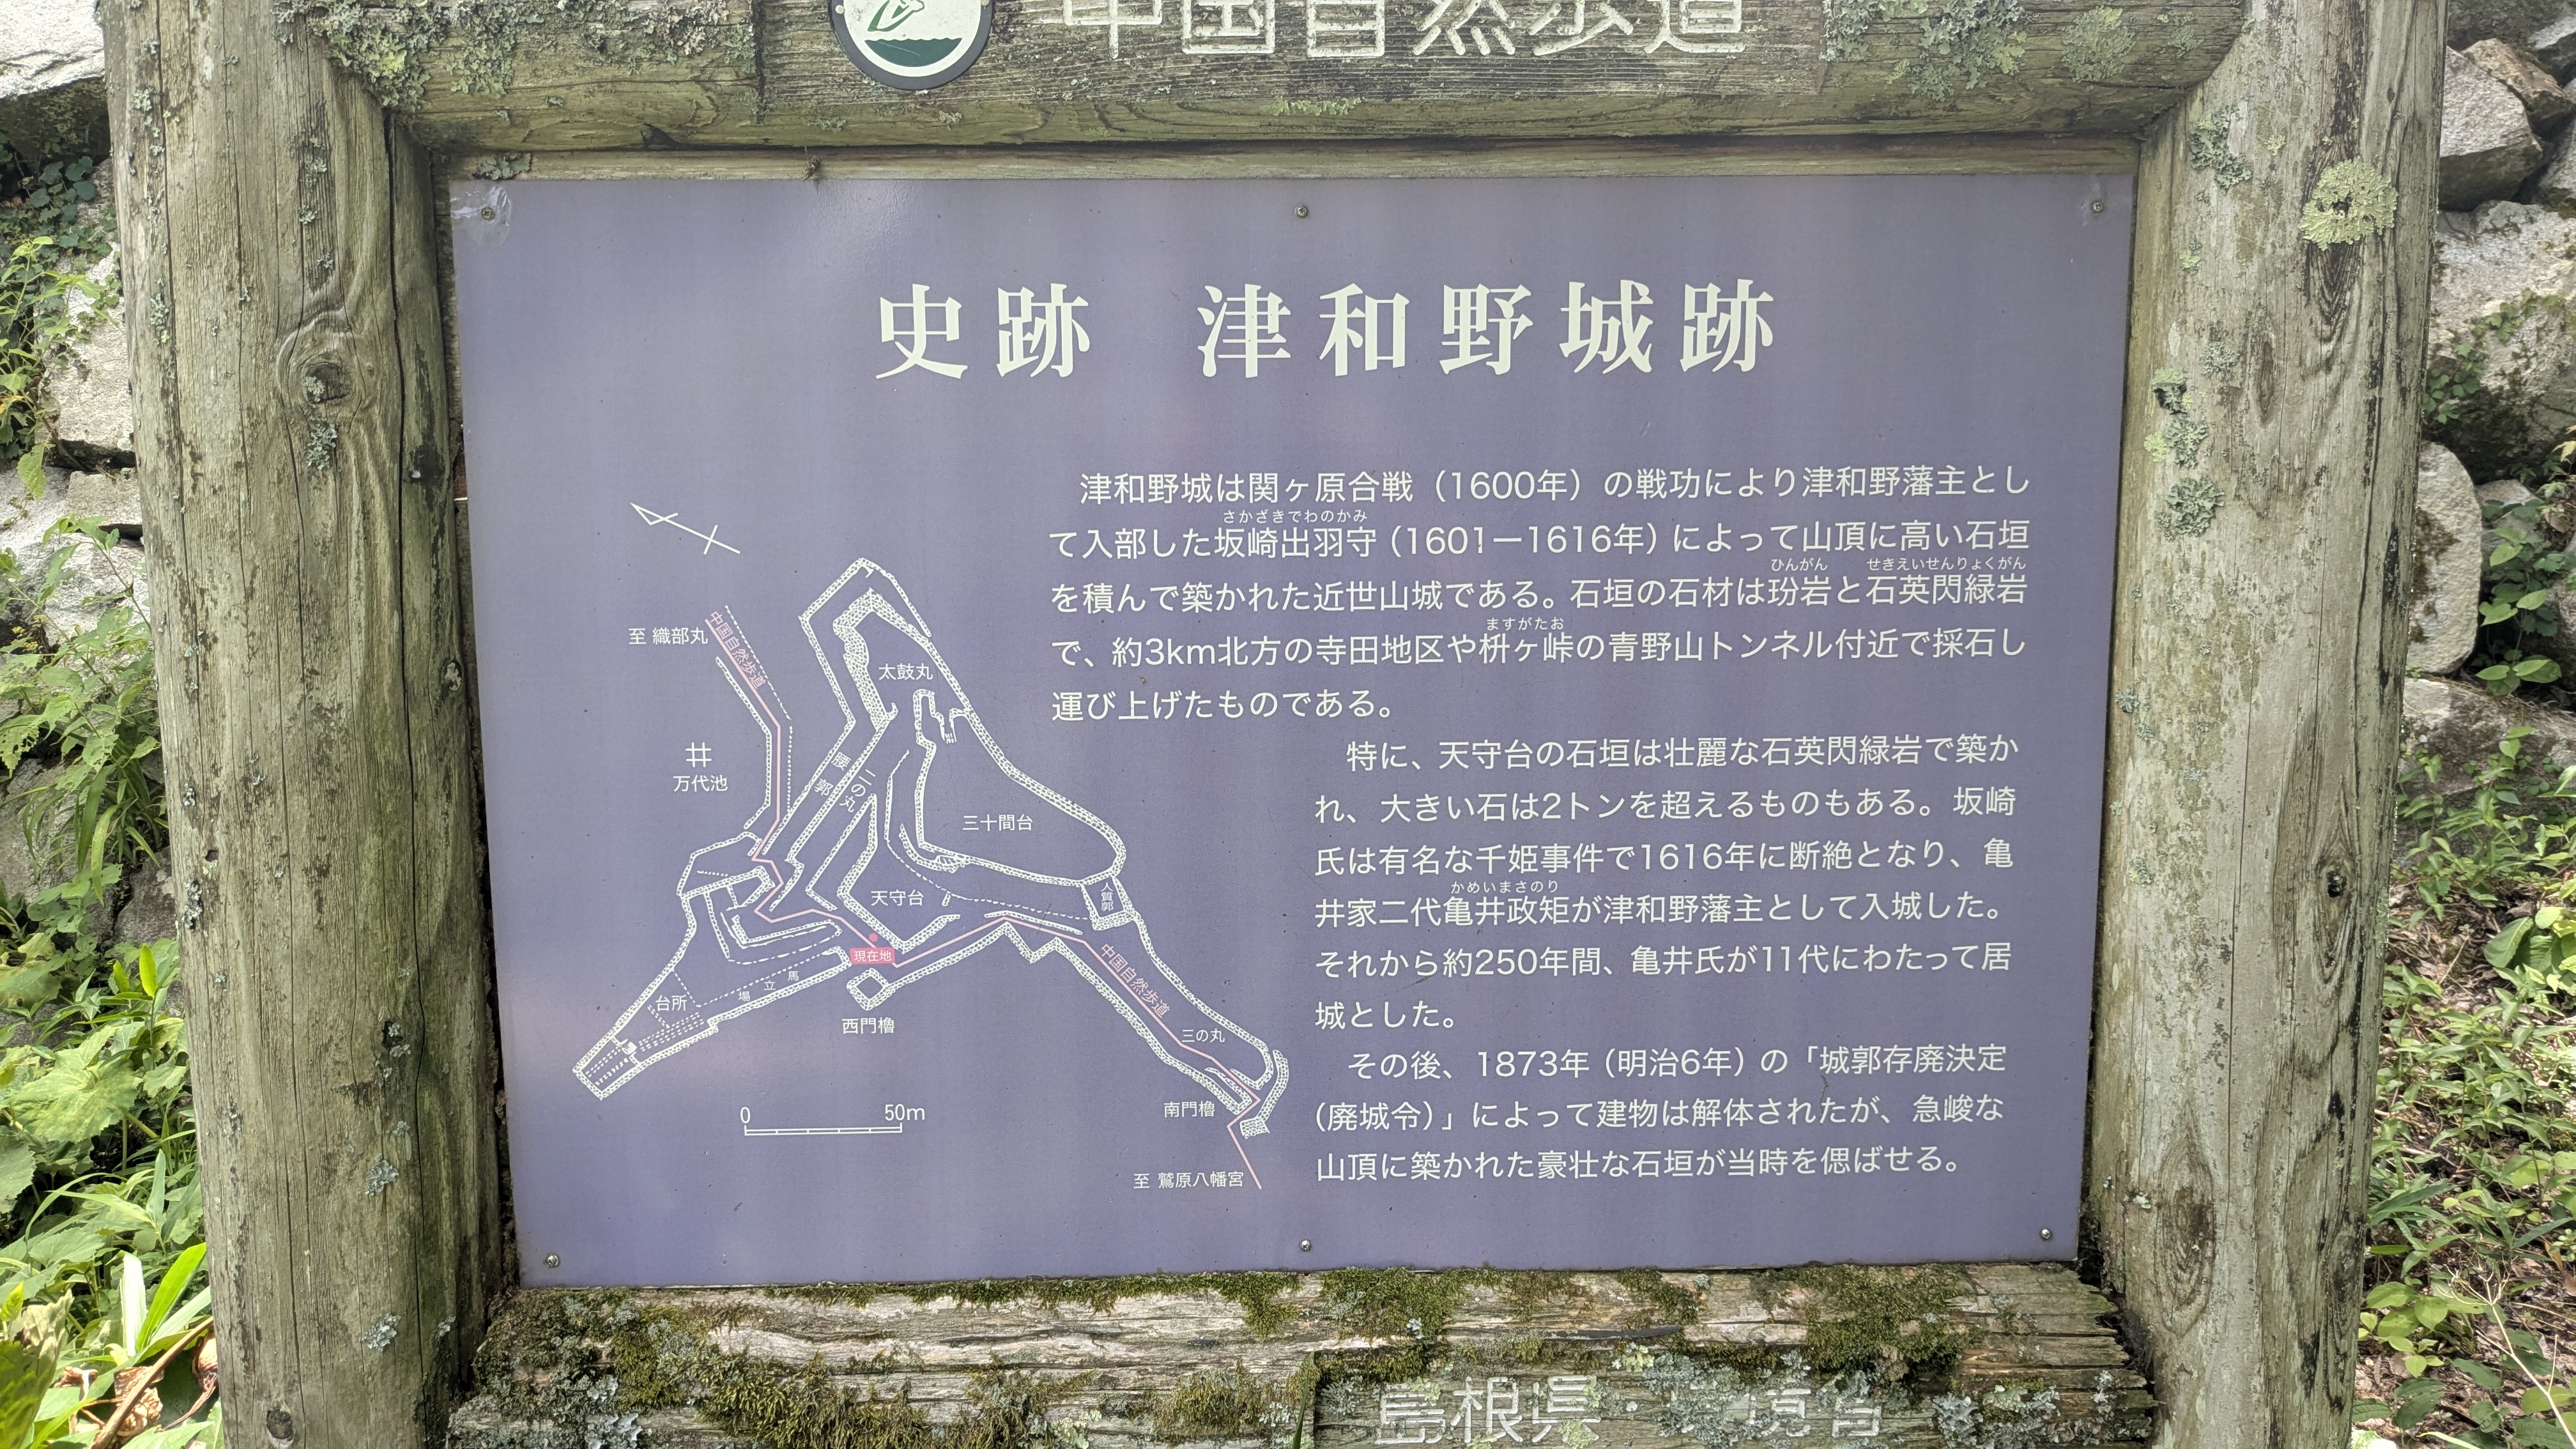 中国自然歩道
史跡 津和野城跡
津和野城は関ヶ原合戦（1600年）の戦功により津和野藩主とし
さかざきでわのかみ
て入部した坂崎出羽守（1601ー1616年）によって山頂に高い石垣
ひんがん せきえいせんりょくがん
を積んで築かれた近世山城である。石垣の石材は玢岩と石英閃緑岩
ますがたお
で、約3km北方の寺田地区や枡ヶ峠の青野山トンネル付近で採石し
運び上げたものである。
特に、天守台の石垣は壮麗な石英閃緑岩で築か
れ、大きい石は2トンを超えるものもある。坂崎
氏は有名な千姫事件で1616年に断絶となり、亀
かめいまさのり
井家二代亀井政矩が津和野藩主として入城した。
それから約250年間、亀井氏が11代にわたって居
城とした。
その後、1873年（明治6年）の「城郭存廃決定
（廃城令）」によって建物は解体されたが、急峻な
山頂に築かれた豪壮な石垣が当時を偲ばせる。
至 織部丸
中国自然歩道
太鼓丸
井
万代池
腰郭
二の丸
三十間台
天守台
人質郭
現在地
馬立場
台所
西門櫓
中国自然歩道
三の丸
南門櫓
0 50m
至 鷲原八幡宮
島根県・境省